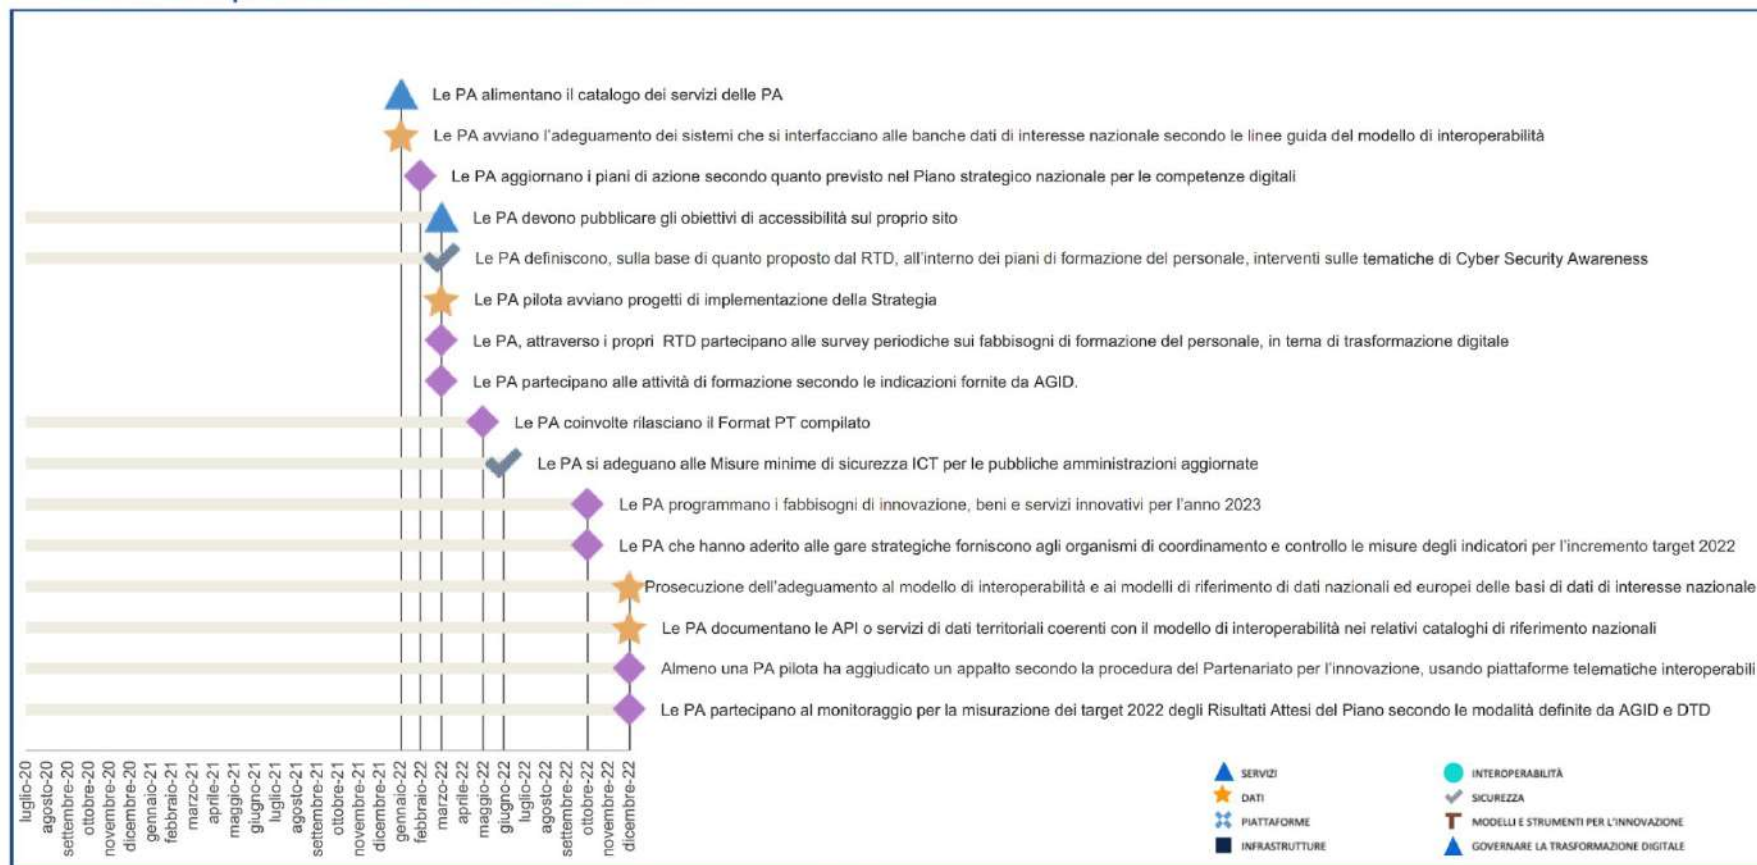 Le PA alimentano il catalogo dei servizi delle PA
Le PA avviano l'adeguamento dei sistemi che si interfacciano alle banche dati di interesse nazionale secondo le linee guida del modello di interoperabilità
Le PA aggiornano i piani di azione secondo quanto previsto nel Piano strategico nazionale per le competenze digitali
Le PA devono pubblicare gli obiettivi di accessibilità sul proprio sito
Le PA definiscono, sulla base di quanto proposto dal RTD, all'interno dei piani di formazione del personale, interventi sulle tematiche di Cyber Security Awareness
Le PA pilota avviano progetti di implementazione della Strategia
Le PA, attraverso i propri RTD partecipano alle survey periodiche sui fabbisogni di formazione del personale, in tema di trasformazione digitale
Le PA partecipano alle attività di formazione secondo le indicazioni fornite da AGID.
Le PA coinvolte rilasciano il Format PT compilato
Le PA si adeguano alle Misure minime di sicurezza ICT per le pubbliche amministrazioni aggiornate
Le PA programmano i fabbisogni di innovazione, beni e servizi innovativi per l'anno 2023
Le PA che hanno aderito alle gare strategiche forniscono agli organismi di coordinamento e controllo le misure degli indicatori per l'incremento target 2022
Prosecuzione dell'adeguamento al modello di interoperabilità e ai modelli di riferimento di dati nazionali ed europei delle basi di dati di interesse nazionale
Le PA documentano le API o servizi di dati territoriali coerenti con il modello di interoperabilità nei relativi cataloghi di riferimento nazionali
Almeno una PA pilota ha aggiudicato un appalto secondo la procedura del Partenariato per l'innovazione, usando piattaforme telematiche interoperabili
Le PA partecipano al monitoraggio per la misurazione dei target 2022 degli Risultati Attesi del Piano secondo le modalità definite da AGID e DTD
luglio-20
agosto-20
settembre-20
ottobre-20
novembre-20
dicembre-20
gennaio-21
febbraio-21
marzo-21
aprile-21
maggio-21
giugno-21
luglio-21
agosto-21
settembre-21
ottobre-21
novembre-21
dicembre-21
gennaio-22
febbraio-22
marzo-22
aprile-22
maggio-22
giugno-22
luglio-22
agosto-22
settembre-22
ottobre-22
novembre-22
dicembre-22
SERVIZI
DATI
PIATTAFORME
INFRASTRUTTURE
INTEROPERABILITÀ
SICUREZZA
MODELLI E STRUMENTI PER L'INNOVAZIONE
GOVERNARE LA TRASFORMAZIONE DIGITALE